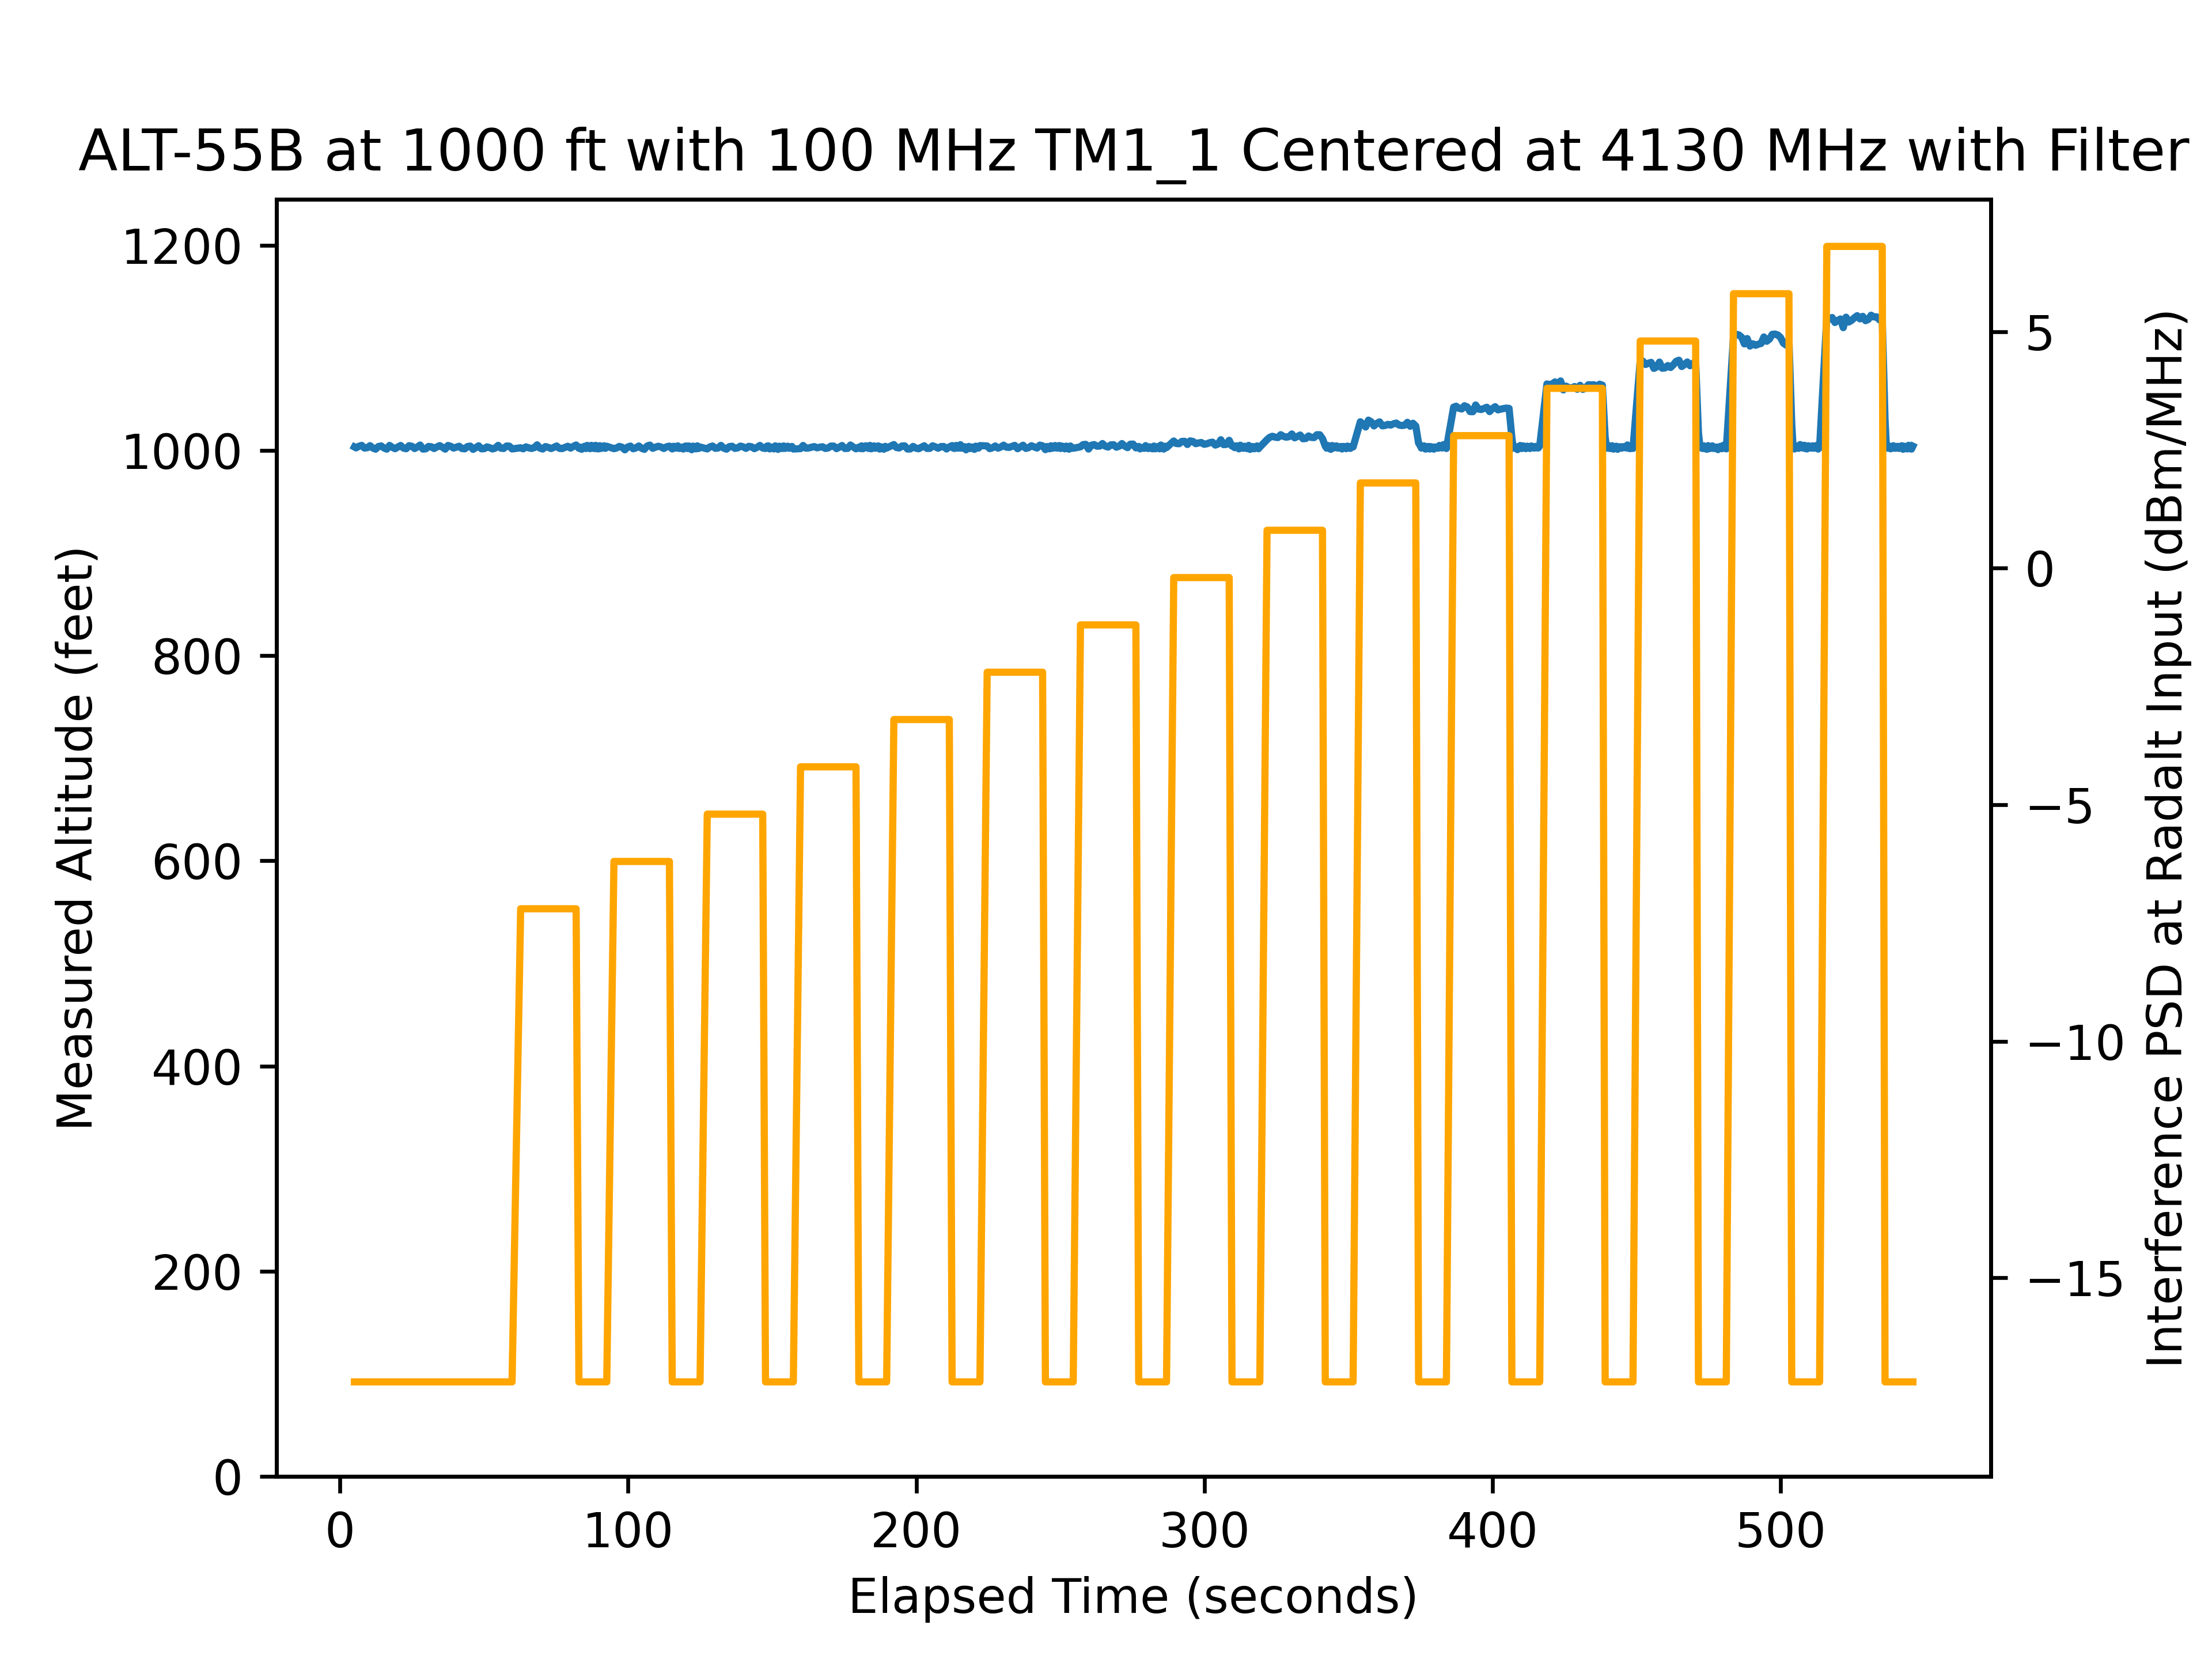 ALT-55B at 1000 ft with 100 MHz TM1_1 Centered at 4130 MHz with Filter
1200
1000
800
600
400
200
0
Measured Altitude (feet)
5
0
−5
−10
−15
Interference PSD at Radalt Input (dBm/MHz)
0 100 200 300 400 500
Elapsed Time (seconds)